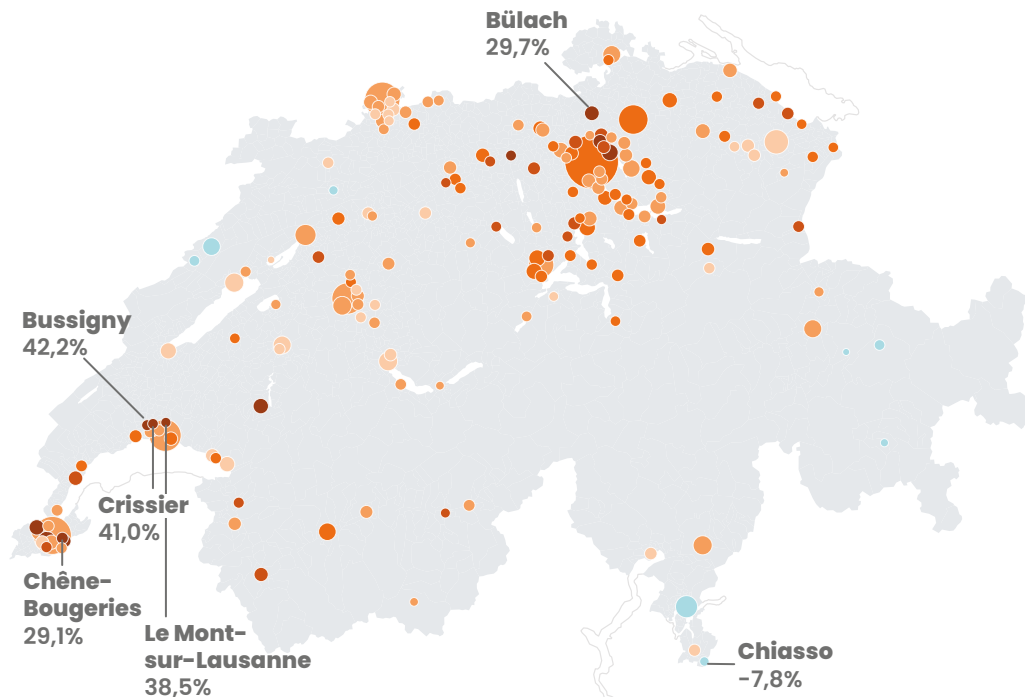 Bülach
29,7%
Bussigny
42,2%
Crissier
41,0%
Chêne-
Bougeries
29,1%
Le Mont-
sur-Lausanne
38,5%
Chiasso
-7,8%